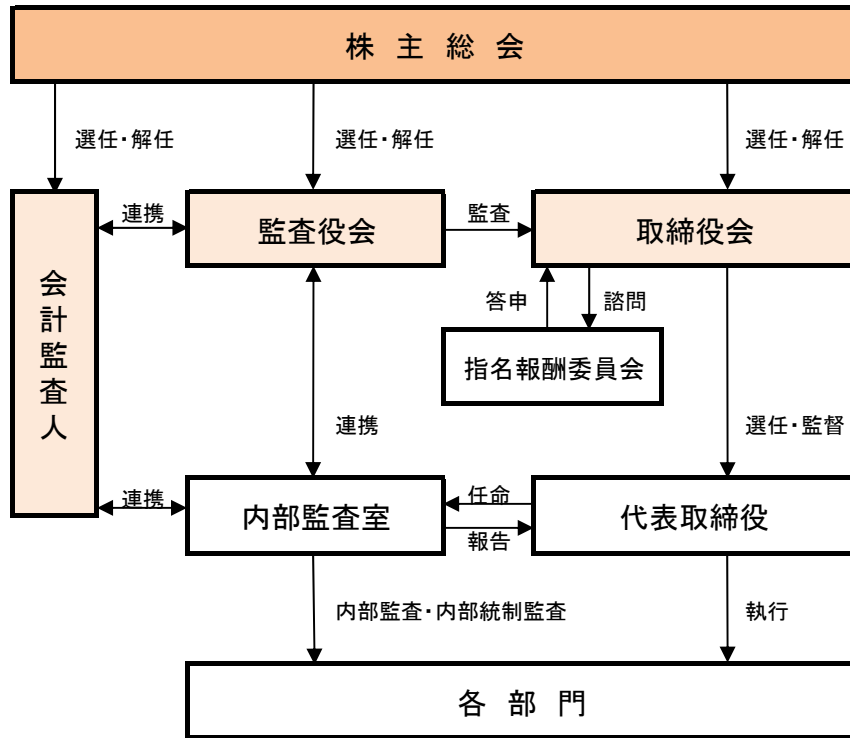 株主総会
選任・解任
選任・解任
選任・解任
会計監査人
連携
監査役会
監査
取締役会
答申
諮問
指名報酬委員会
連携
選任・監督
連携
内部監査室
任命
報告
代表取締役
内部監査・内部統制監査
執行
各部門